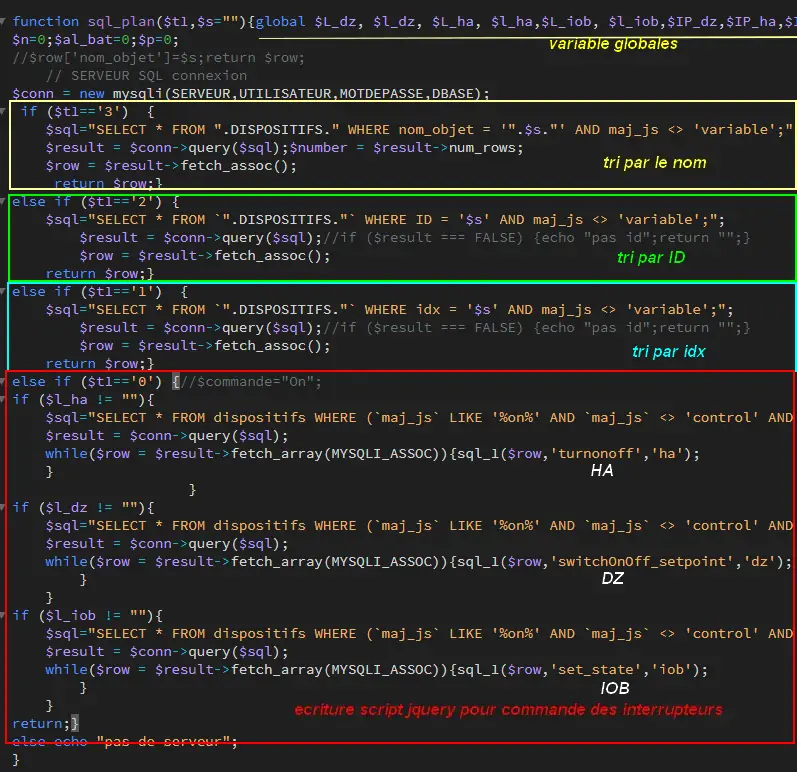 function sql_plan($t1,$s=""){global $L_dz, $l_dz, $L_ha, $l_ha,$L_iob, $l_iob,$IP_dz,$IP_ha,
$n=0;$al_bat=0;$p=0;
variable globales
//$row['nom_objet']=$s;return $row;
// SERVEUR SQL connexion
$conn = new mysqli(SERVEUR,UTILISATEUR,MOTDEPASSE,DBASE);
if ($t1=='3')  {
$sql="SELECT * FROM ".DISPOSITIFS." WHERE nom_objet = '".$s."' AND maj_js <> 'variable';"
$result = $conn->query($sql);$number = $result->num_rows;
$row = $result->fetch_assoc();
tri par le nom
return $row;}
else if ($t1=='2') {
$sql="SELECT * FROM `".DISPOSITIFS."` WHERE ID = '$s' AND maj_js <> 'variable';";
$result = $conn->query($sql);//if ($result === FALSE) {echo "pas id";return "";}
$row = $result->fetch_assoc();
tri par ID
return $row;}
else if ($t1=='1')  {
$sql="SELECT * FROM `".DISPOSITIFS."` WHERE idx = '$s' AND maj_js <> 'variable';";
$result = $conn->query($sql);//if ($result === FALSE) {echo "pas id";return "";}
$row = $result->fetch_assoc();
tri par idx
return $row;}
else if ($t1=='0') {//$commande="On";
if ($l_ha != ""){
$sql="SELECT * FROM dispositifs WHERE (`maj_js` LIKE '%on%' AND `maj_js` <> 'control' AND
$result = $conn->query($sql);
while($row = $result->fetch_array(MYSQLI_ASSOC)){sql_1($row,'turnonoff','ha');
}
HA
}
if ($l_dz != ""){
$sql="SELECT * FROM dispositifs WHERE (`maj_js` LIKE '%on%' AND `maj_js` <> 'control' AND
$result = $conn->query($sql);
while($row = $result->fetch_array(MYSQLI_ASSOC)){sql_1($row,'switchOnOff_setpoint','dz');
}
DZ
}
if ($l_iob != ""){
$sql="SELECT * FROM dispositifs WHERE (`maj_js` LIKE '%on%' AND `maj_js` <> 'control' AND
$result = $conn->query($sql);
while($row = $result->fetch_array(MYSQLI_ASSOC)){sql_1($row,'set_state','iob');
}
IOB
}
ecriture script jquery pour commande des interrupteurs
return;}
else echo "pas de serveur";
}